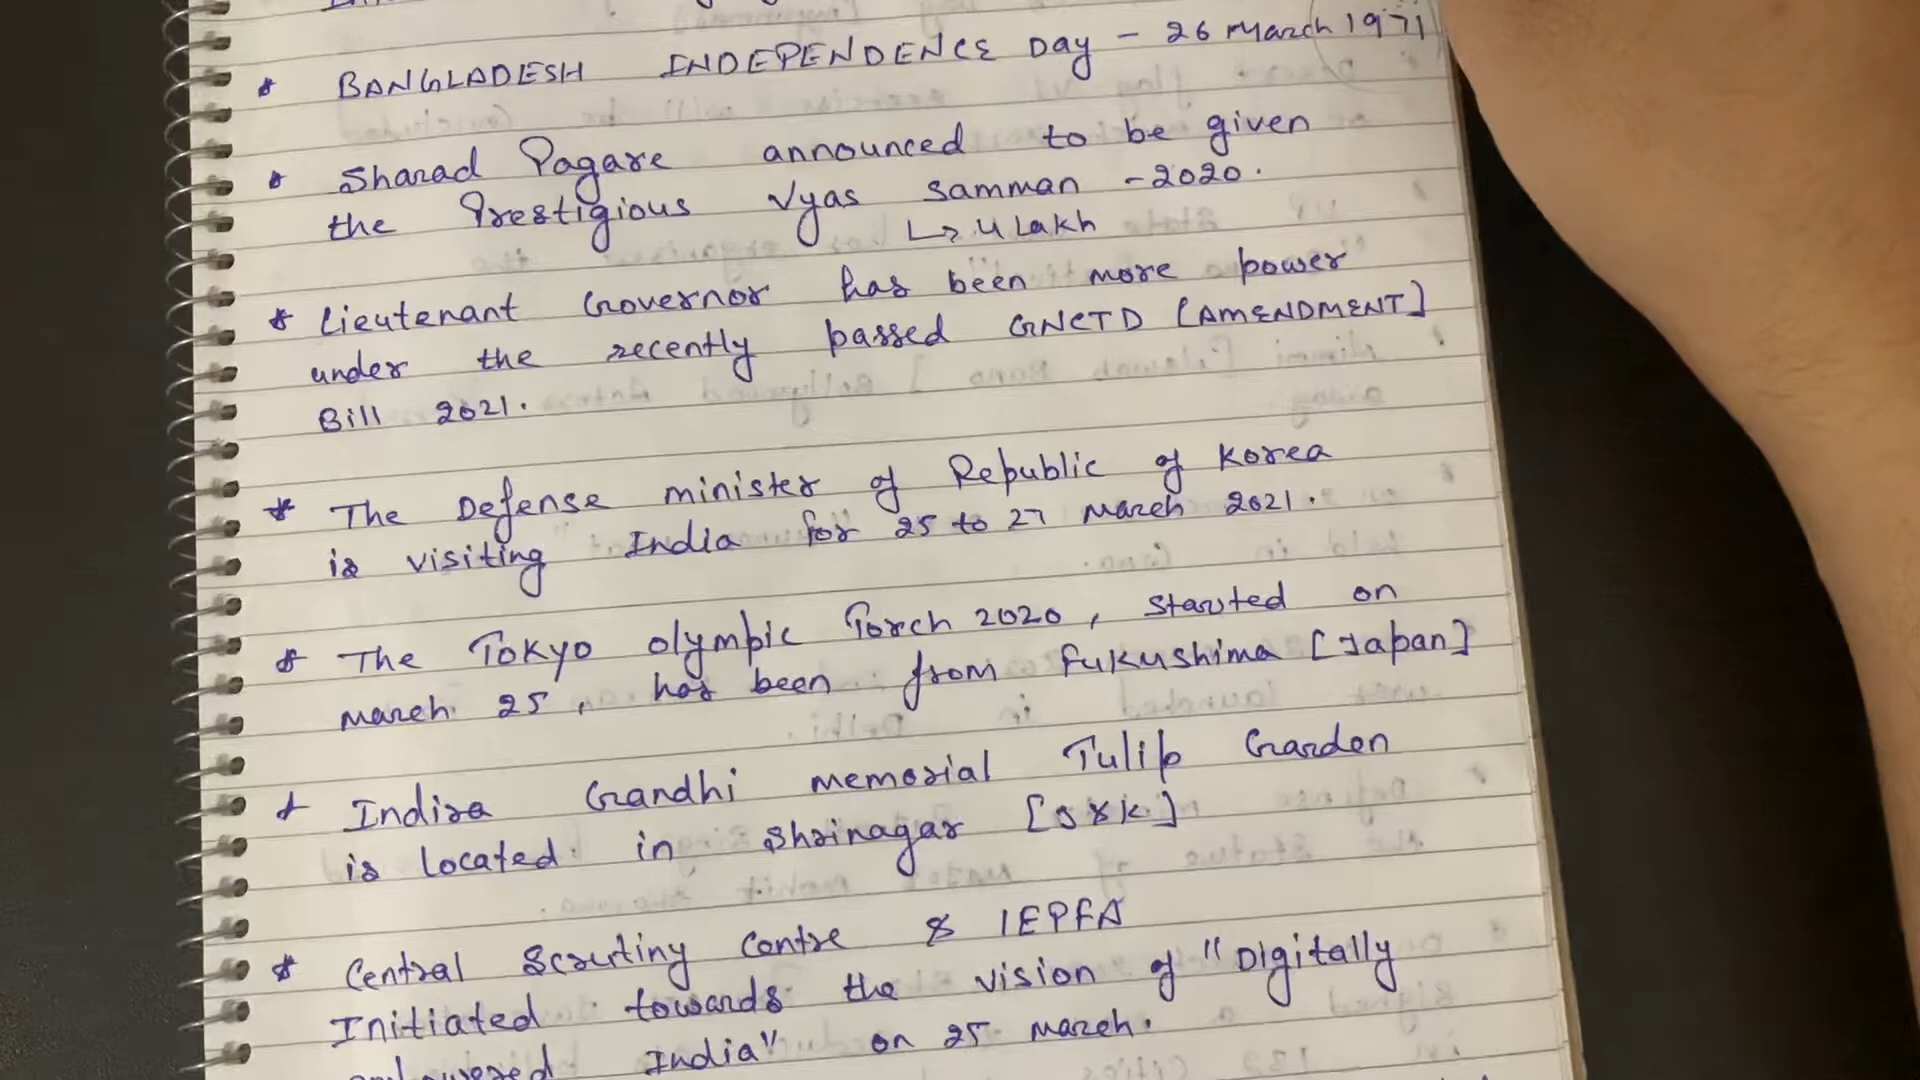 * BANGLADESH INDEPENDENCE Day - 26 March 1971
* Sharad Pagare announced to be given
the Prestigious Vyas Samman -2020.
↳ 4 Lakh
* Lieutenant Governor has been more power
under the recently passed GNCTD [AMENDMENT]
Bill 2021.
* The Defense minister of Republic of Korea
is visiting India for 25 to 27 March 2021.
* The Tokyo Olympic Torch 2020, started on
march 25, has been from Fukushima [Japan]
* Indira Gandhi memorial Tulip Garden
is located in Shrinagar [J&K]
* Central Scrutiny Centre & IEPFA
Initiated towards the vision of "Digitally
empowered India" on 25 march.